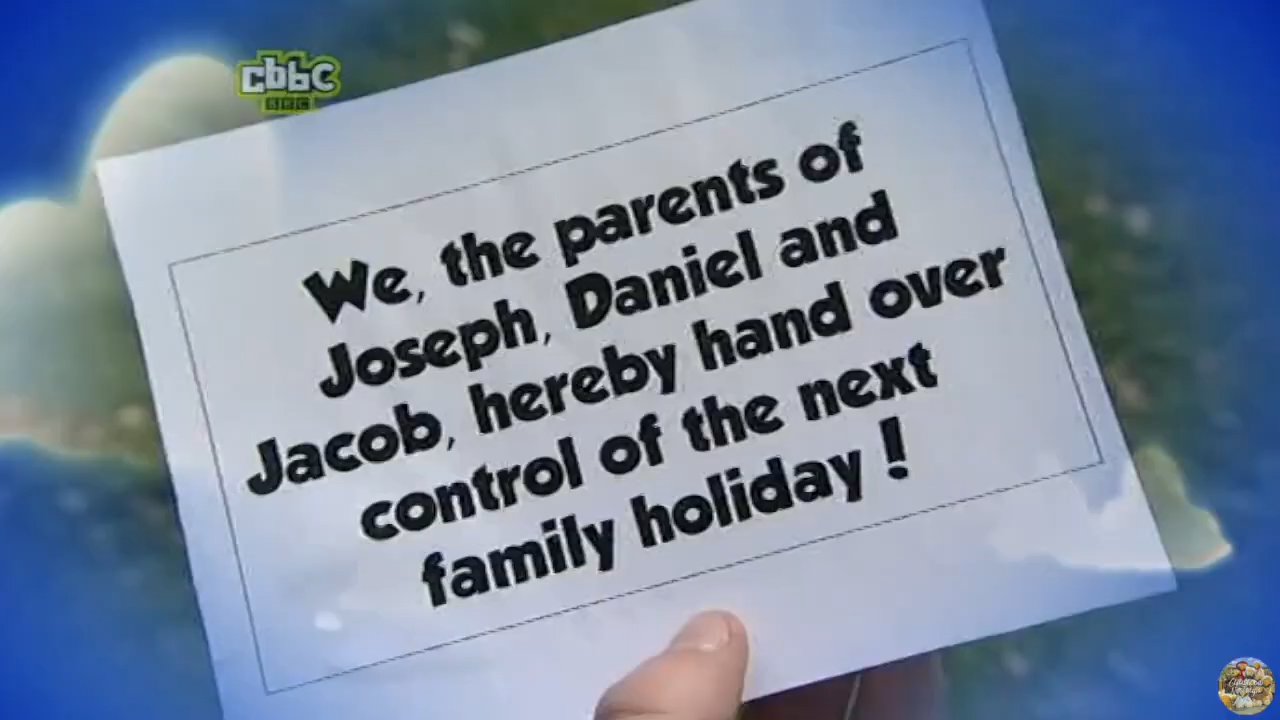 cbbc
BBC
We, the parents of
Joseph, Daniel and
Jacob, hereby hand over
control of the next
family holiday!